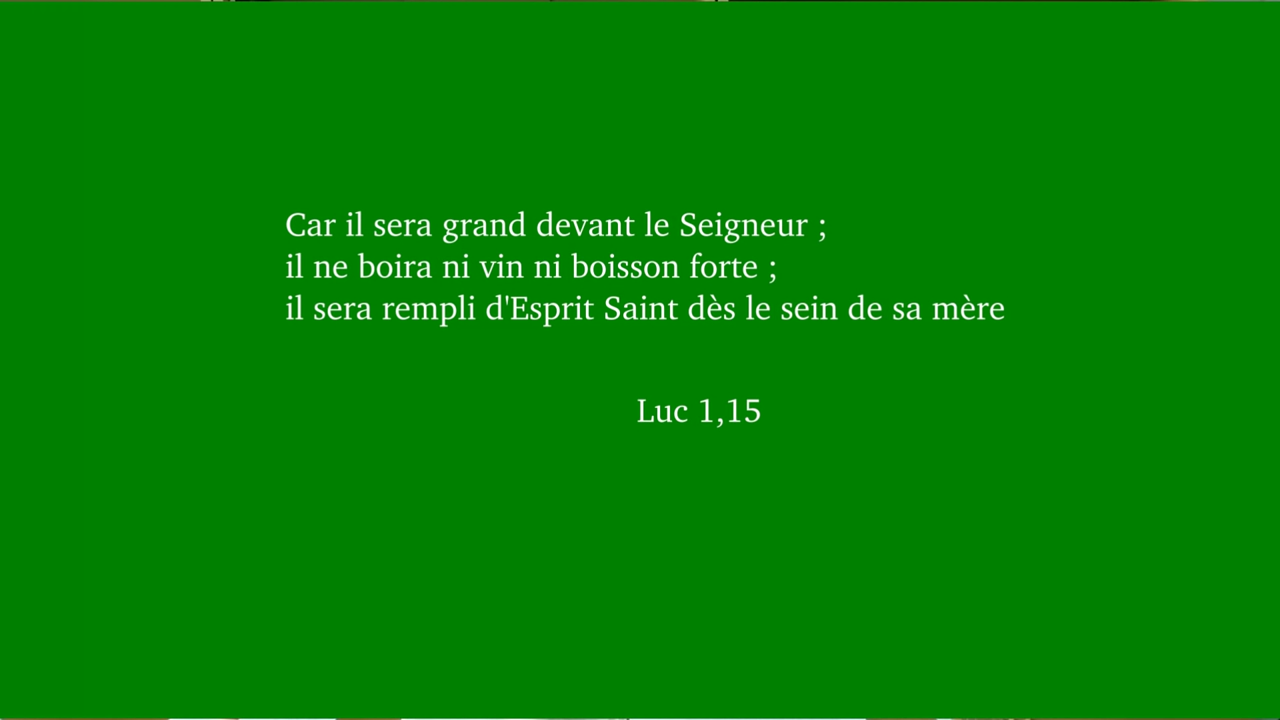 Car il sera grand devant le Seigneur ;
il ne boira ni vin ni boisson forte ;
il sera rempli d'Esprit Saint dès le sein de sa mère
Luc 1,15